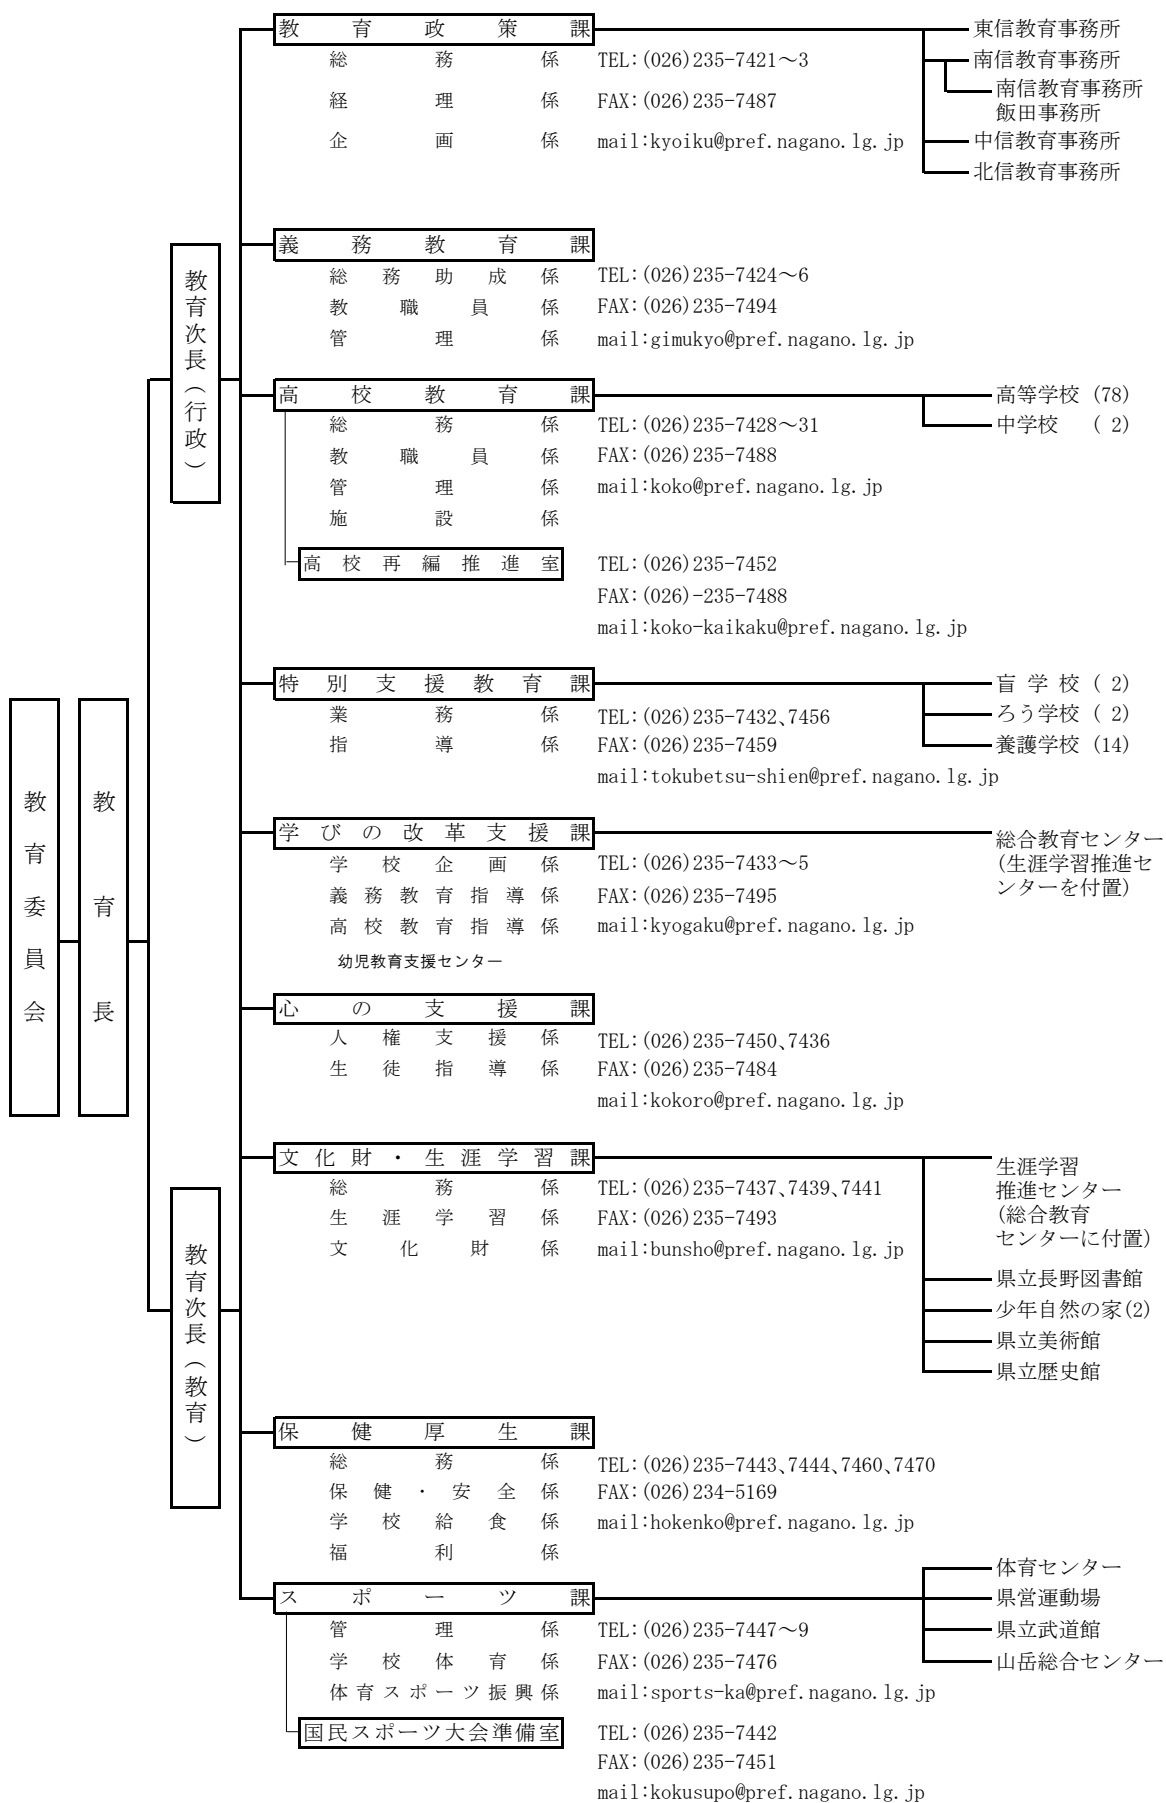 教育委員会
教育長
教育次長(行政)
教育次長(教育)
教育政策課
総務係 TEL:(026)235-7421～3
経理係 FAX:(026)235-7487
企画係 mail:kyoiku@pref.nagano.lg.jp
東信教育事務所
南信教育事務所
南信教育事務所
飯田事務所
中信教育事務所
北信教育事務所
義務教育課
総務助成係 TEL:(026)235-7424～6
教職員係 FAX:(026)235-7494
管理係 mail:gimukyo@pref.nagano.lg.jp
高校教育課
総務係 TEL:(026)235-7428～31
教職員係 FAX:(026)235-7488
管理係 mail:koko@pref.nagano.lg.jp
施設係
高等学校 (78)
中学校 ( 2)
高校再編推進室 TEL:(026)235-7452
FAX:(026)-235-7488
mail:koko-kaikaku@pref.nagano.lg.jp
特別支援教育課
業務係 TEL:(026)235-7432、7456
指導係 FAX:(026)235-7459
mail:tokubetsu-shien@pref.nagano.lg.jp
盲学校 ( 2)
ろう学校 ( 2)
養護学校 (14)
学びの改革支援課
学校企画係 TEL:(026)235-7433～5
義務教育指導係 FAX:(026)235-7495
高校教育指導係 mail:kyogaku@pref.nagano.lg.jp
幼児教育支援センター
総合教育センター
(生涯学習推進セ
ンターを付置)
心の支援課
人権支援係 TEL:(026)235-7450、7436
生徒指導係 FAX:(026)235-7484
mail:kokoro@pref.nagano.lg.jp
文化財・生涯学習課
総務係 TEL:(026)235-7437、7439、7441
生涯学習係 FAX:(026)235-7493
文化財係 mail:bunsho@pref.nagano.lg.jp
生涯学習
推進センター
(総合教育
センターに付置)
県立長野図書館
少年自然の家(2)
県立美術館
県立歴史館
保健厚生課
総務係 TEL:(026)235-7443、7444、7460、7470
保健・安全係 FAX:(026)234-5169
学校給食係 mail:hokenko@pref.nagano.lg.jp
福利係
スポーツ課
管理係 TEL:(026)235-7447～9
学校体育係 FAX:(026)235-7476
体育スポーツ振興係 mail:sports-ka@pref.nagano.lg.jp
体育センター
県営運動場
県立武道館
山岳総合センター
国民スポーツ大会準備室 TEL:(026)235-7442
FAX:(026)235-7451
mail:kokusupo@pref.nagano.lg.jp